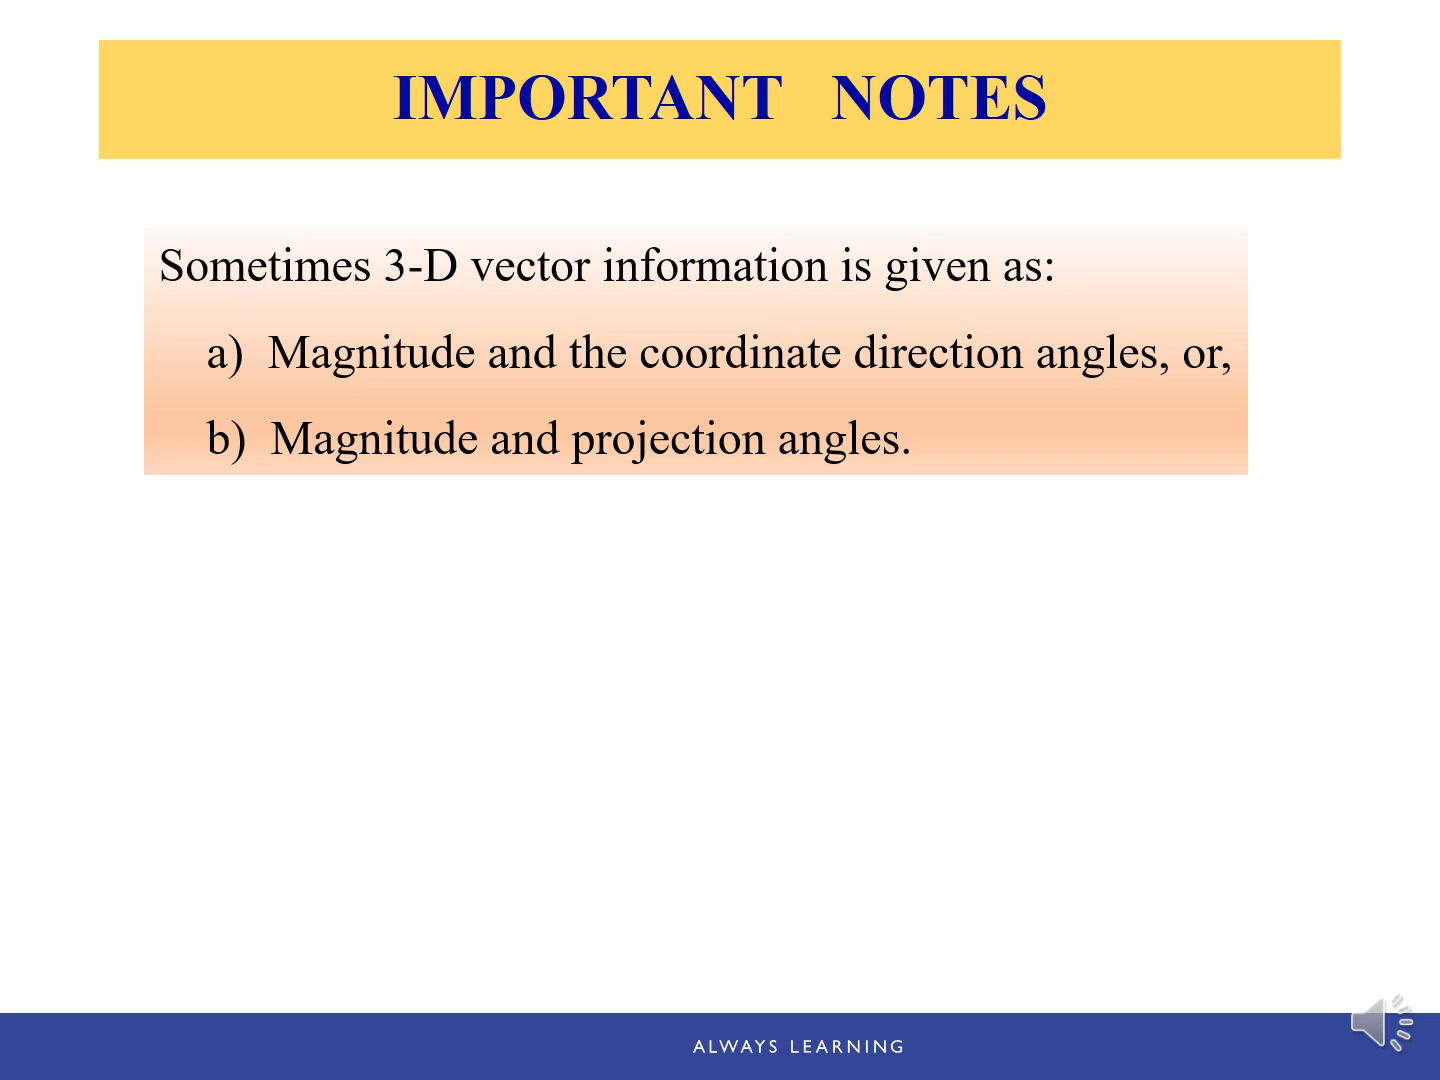 IMPORTANT NOTES
Sometimes 3-D vector information is given as:
a) Magnitude and the coordinate direction angles, or,
b) Magnitude and projection angles.
ALWAYS LEARNING